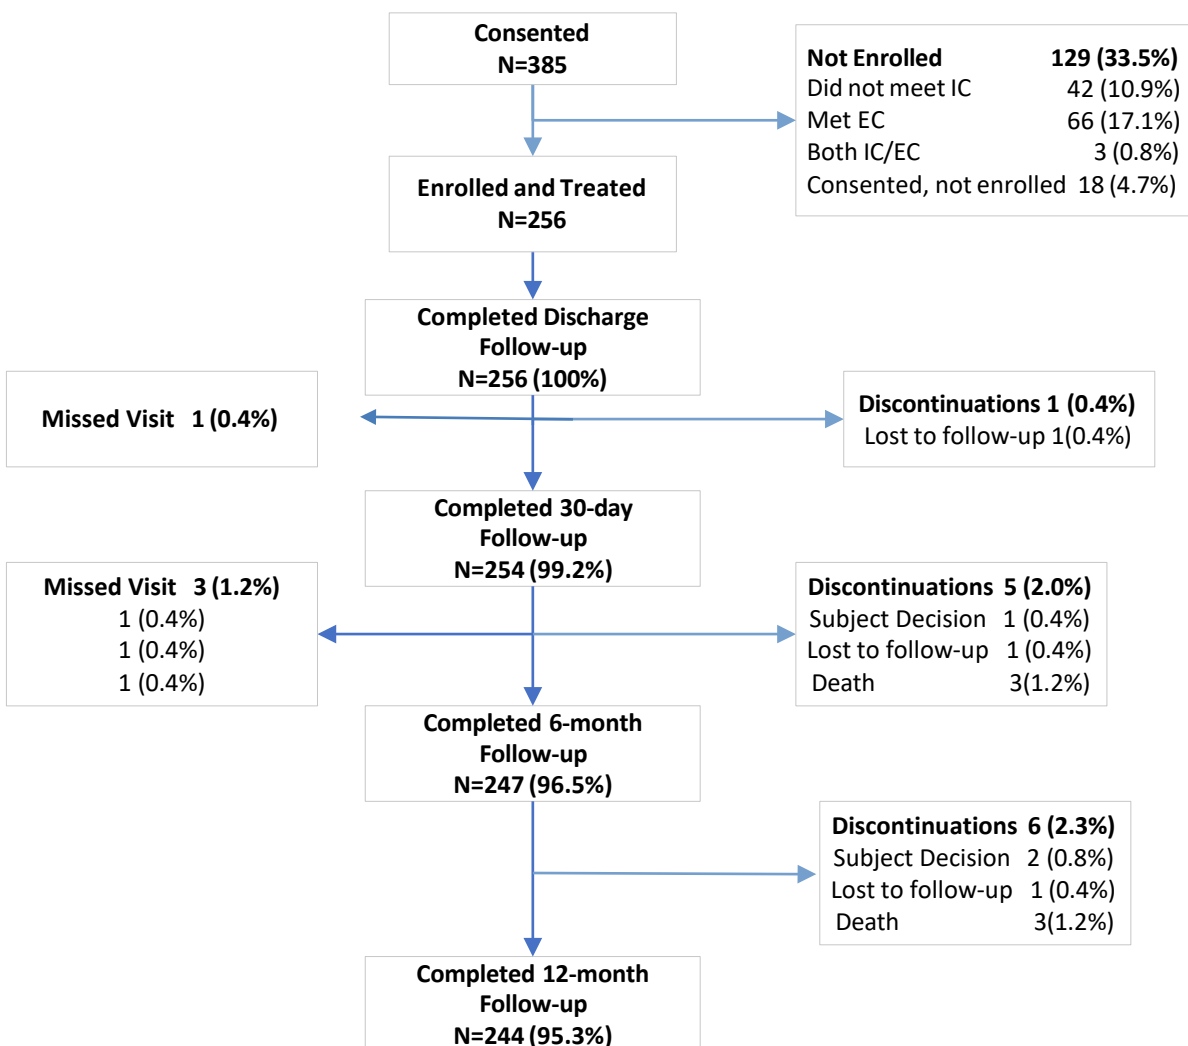 Consented
N=385
Not Enrolled 129 (33.5%)
Did not meet IC 42 (10.9%)
Met EC 66 (17.1%)
Both IC/EC 3 (0.8%)
Consented, not enrolled 18 (4.7%)
Enrolled and Treated
N=256
Completed Discharge
Follow-up
N=256 (100%)
Missed Visit 1 (0.4%)
Discontinuations 1 (0.4%)
Lost to follow-up 1(0.4%)
Completed 30-day
Follow-up
N=254 (99.2%)
Missed Visit 3 (1.2%)
1 (0.4%)
1 (0.4%)
1 (0.4%)
Discontinuations 5 (2.0%)
Subject Decision 1 (0.4%)
Lost to follow-up 1 (0.4%)
Death 3(1.2%)
Completed 6-month
Follow-up
N=247 (96.5%)
Discontinuations 6 (2.3%)
Subject Decision 2 (0.8%)
Lost to follow-up 1 (0.4%)
Death 3(1.2%)
Completed 12-month
Follow-up
N=244 (95.3%)